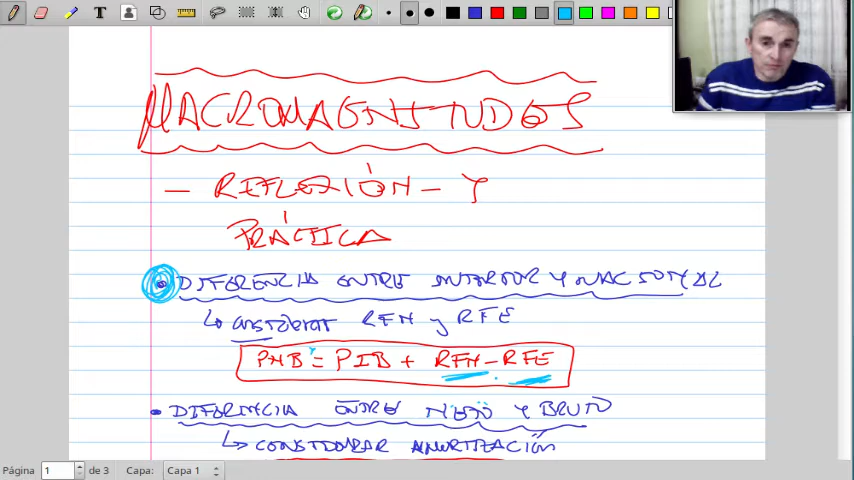 MACROMAGNITUDES
- REFLEXIÓN - Y
PRÁCTICA
DIFERENCIA ENTRE INTERIOR Y NACIONAL
↳ considerar RFN y RFE
PNB = PIB + RFN - RFE
• DIFERENCIA ENTRE NETO Y BRUTO
↳ CONSIDERAR AMORTIZACIÓN
Página 1 de 3 Capa: Capa 1